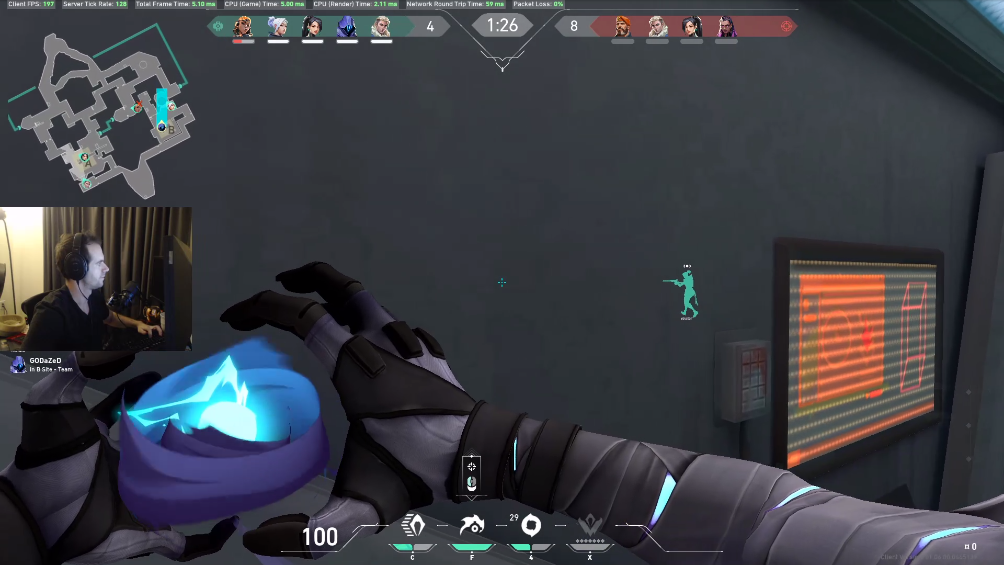 Client FPS: 197 Server Tick Rate: 128 Total Frame Time: 5.10 ms CPU (Game) Time: 5.00 ms CPU (Render) Time: 2.11 ms Network Round Trip Time: 59 ms Packet Loss: 0%
4 1:26 8
B
A
GODaZeD
In B Site - Team
100
29
C F 4 X
0